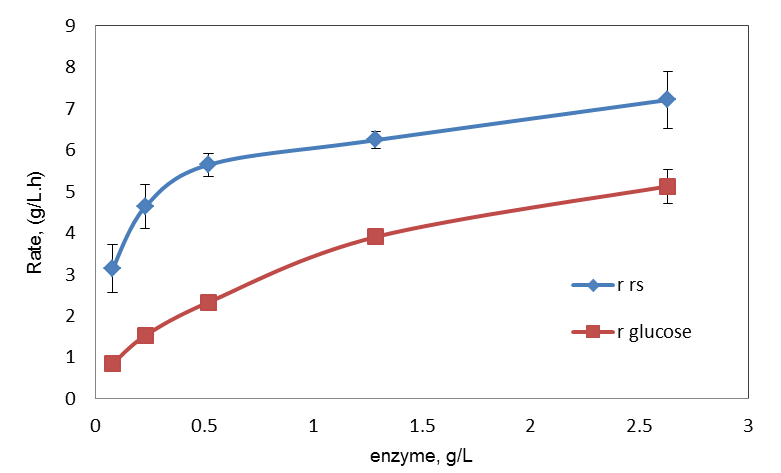 9
8
7
6
5
4
3
2
1
0
Rate, (g/L.h)
r rs
r glucose
0 0.5 1 1.5 2 2.5 3
enzyme, g/L